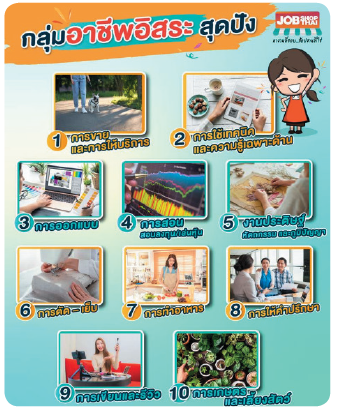 กลุ่มอาชีพอิสระ สุดปัง
JOB SHOP THAI
1 การขาย
และการให้บริการ
2 การใช้เทคนิค
และความรู้เฉพาะด้าน
3 การออกแบบ
4 การสอน
สอนลงทุน/เล่นหุ้น
5 งานประดิษฐ์
หัตถกรรม และภูมิปัญญา
6 การตัด - เย็บ
7 การทำอาหาร
8 การให้คำปรึกษา
9 การเขียนและรีวิว
10 การเกษตร
และเลี้ยงสัตว์